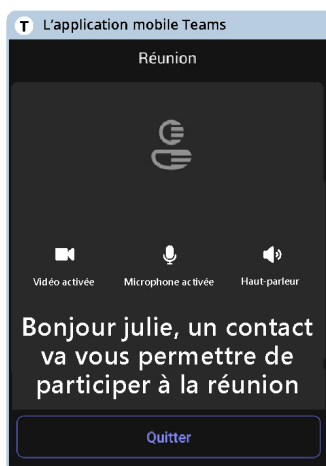 T L'application mobile Teams
Réunion
Vidéo activée Microphone activée Haut-parleur
Bonjour julie, un contact
va vous permettre de
participer à la réunion
Quitter